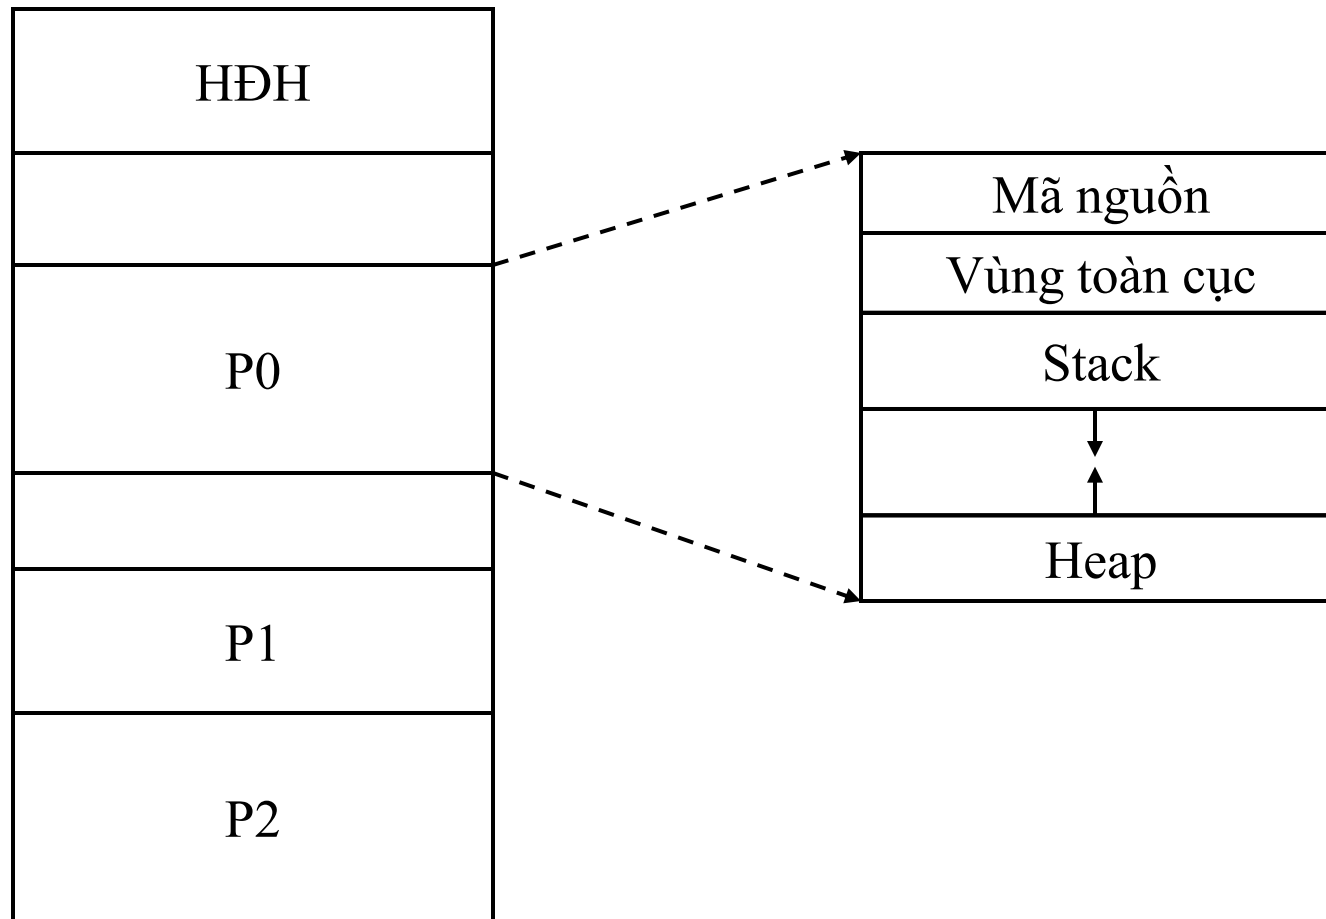 HĐH
P0
P1
P2
Mã nguồn
Vùng toàn cục
Stack
Heap